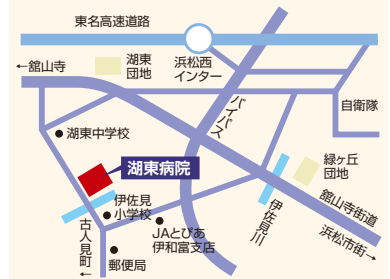 東名高速道路
←舘山寺
湖東
団地
浜松西
インター
バイパス
自衛隊
湖東中学校
湖東病院
緑ヶ丘
団地
伊佐見
小学校
JAとぴあ
伊和富支店
伊佐見川
舘山寺街道
浜松市街→
古人見町
←
郵便局